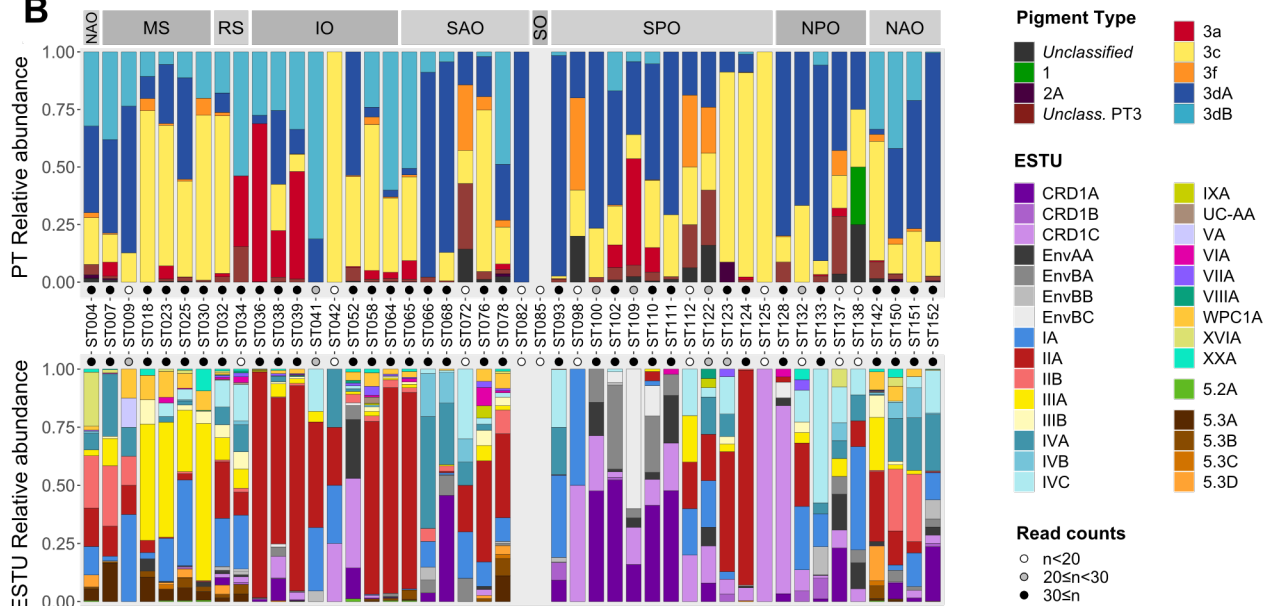 B
NAO MS RS IO SAO SO SPO NPO NAO
PT Relative abundance
1.00
0.75
0.50
0.25
0.00
ST004 ST007 ST009 ST018 ST023 ST025 ST030 ST032 ST034 ST036 ST038 ST039 ST041 ST042 ST052 ST058 ST064 ST065 ST066 ST068 ST072 ST076 ST078 ST082 ST085 ST093 ST098 ST100 ST102 ST109 ST110 ST111 ST112 ST122 ST123 ST124 ST125 ST128 ST132 ST133 ST137 ST138 ST142 ST150 ST151 ST152
ESTU Relative abundance
1.00
0.75
0.50
0.25
0.00
Pigment Type
Unclassified
1
2A
Unclass. PT3
3a
3c
3f
3dA
3dB
ESTU
CRD1A
CRD1B
CRD1C
EnvAA
EnvBA
EnvBB
EnvBC
IA
IIA
IIB
IIIA
IIIB
IVA
IVB
IVC
IXA
UC-AA
VA
VIA
VIIA
VIIIA
WPC1A
XVIA
XXA
5.2A
5.3A
5.3B
5.3C
5.3D
Read counts
n<20
20≤n<30
30≤n